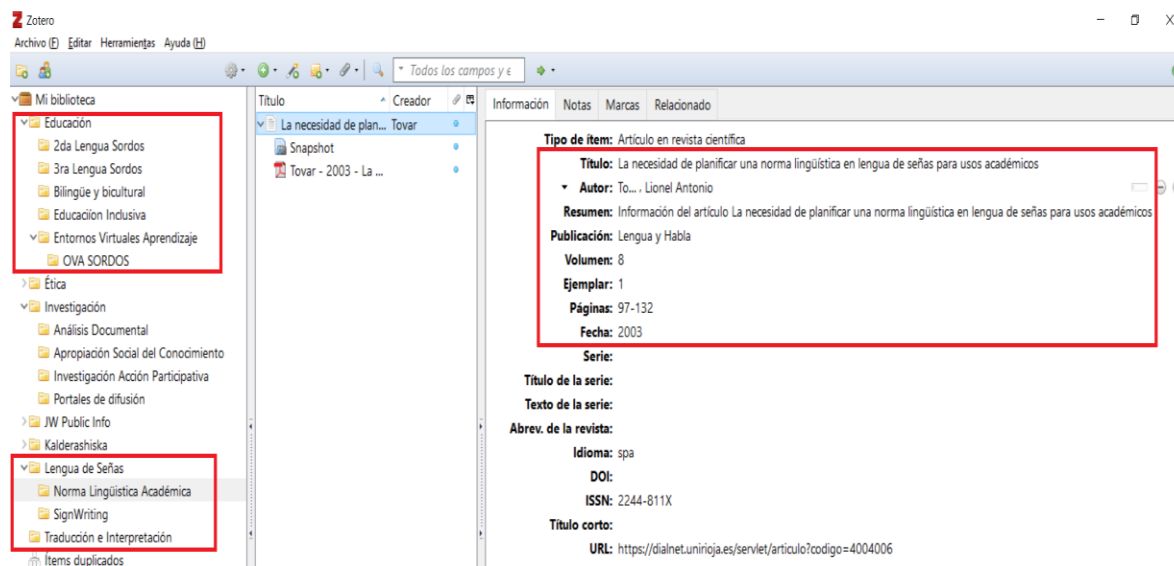 Zotero
Archivo (F) Editar Herramientas Ayuda (H)
* Todos los campos y e
Mi biblioteca
Educación
2da Lengua Sordos
3ra Lengua Sordos
Bilingüe y bicultural
Educación Inclusiva
Entornos Virtuales Aprendizaje
OVA SORDOS
Ética
Investigación
Análisis Documental
Apropiación Social del Conocimiento
Investigación Acción Participativa
Portales de difusión
JW Public Info
Kalderashiska
Lengua de Señas
Norma Lingüistica Académica
SignWriting
Traducción e Interpretación
Ítems duplicados
Título Creador
La necesidad de plan... Tovar
Snapshot
Tovar - 2003 - La ...
Información Notas Marcas Relacionado
Tipo de ítem: Artículo en revista científica
Título: La necesidad de planificar una norma lingüística en lengua de señas para usos académicos
Autor: To... , Lionel Antonio
Resumen: Información del artículo La necesidad de planificar una norma lingüística en lengua de señas para usos académicos
Publicación: Lengua y Habla
Volumen: 8
Ejemplar: 1
Páginas: 97-132
Fecha: 2003
Serie:
Título de la serie:
Texto de la serie:
Abrev. de la revista:
Idioma: spa
DOI:
ISSN: 2244-811X
Título corto:
URL: https://dialnet.unirioja.es/servlet/articulo?codigo=4004006